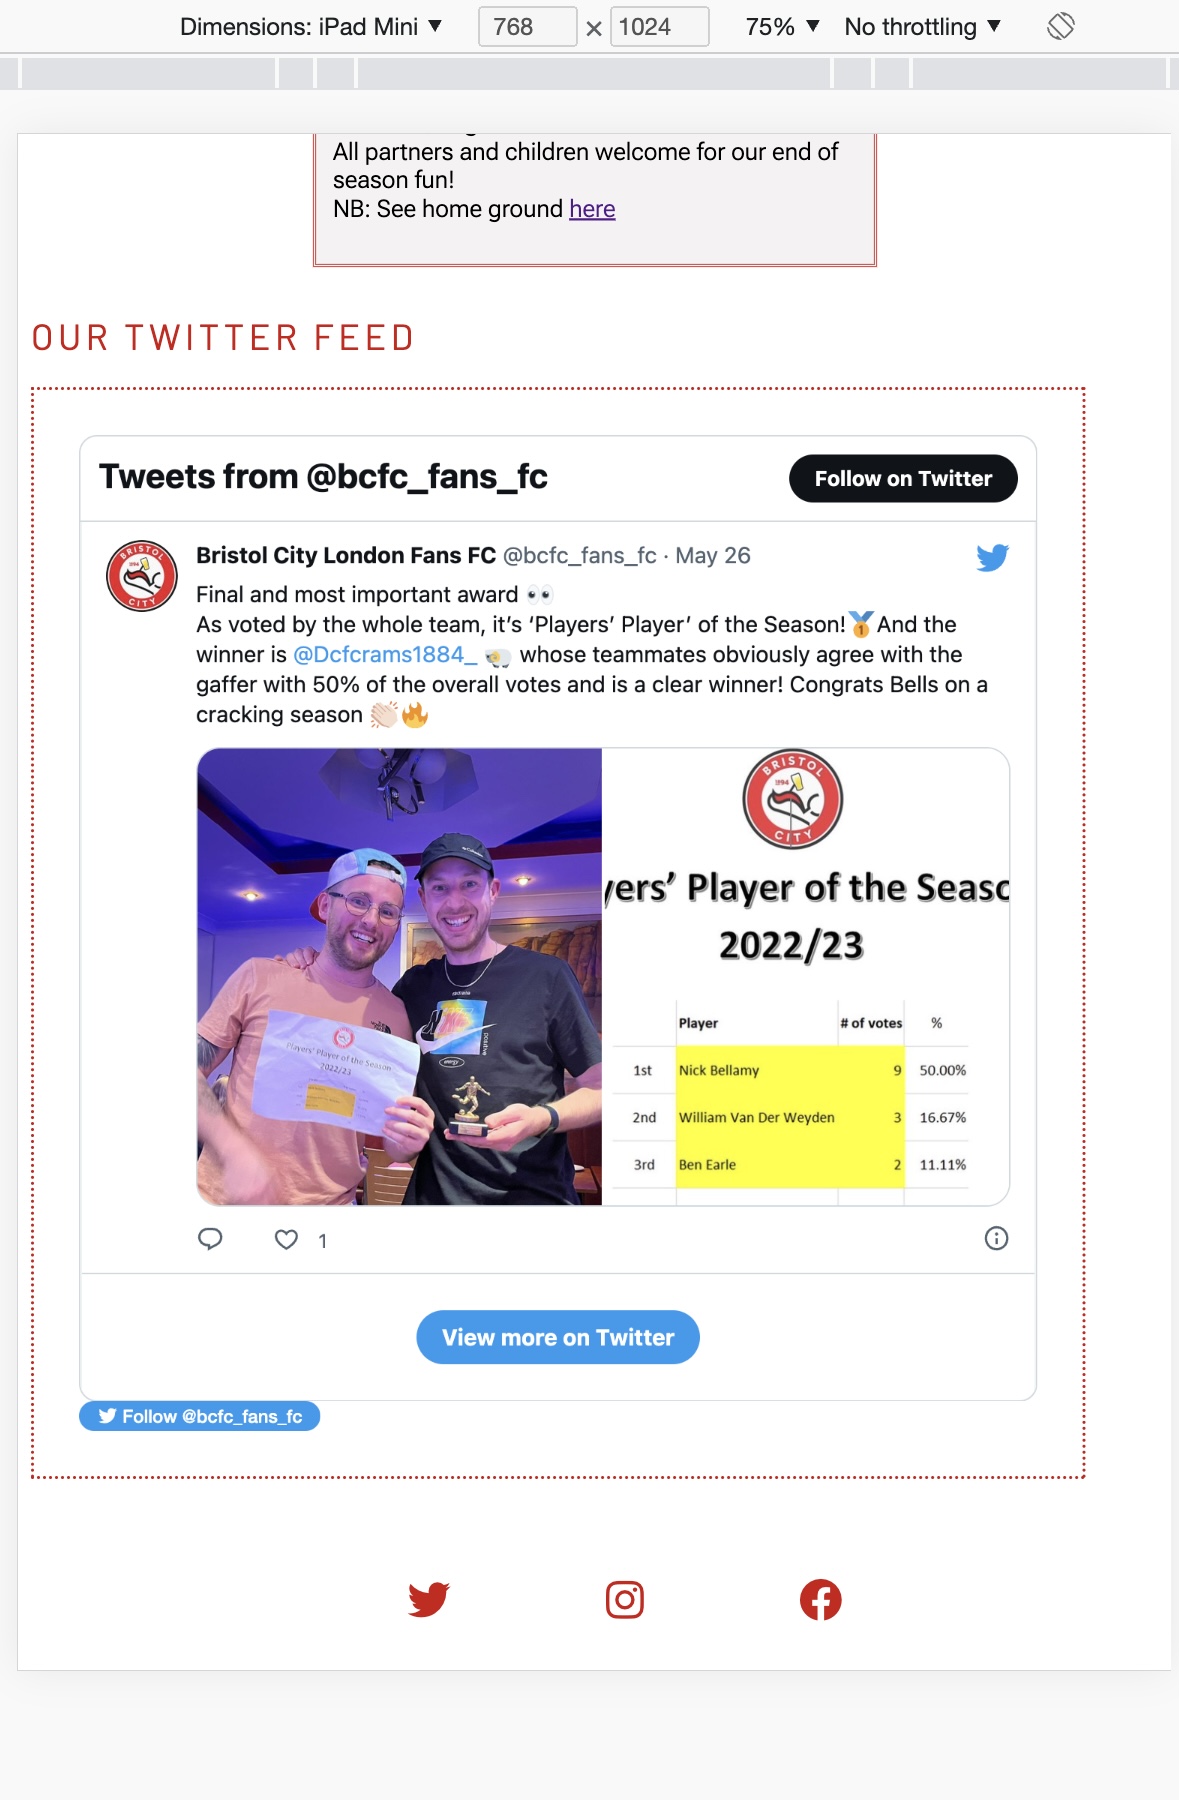 Dimensions: iPad Mini ▼ 768 × 1024 75% ▼ No throttling ▼
All partners and children welcome for our end of
season fun!
NB: See home ground here
OUR TWITTER FEED
Tweets from @bcfc_fans_fc
Follow on Twitter
Bristol City London Fans FC @bcfc_fans_fc · May 26
Final and most important award 👀
As voted by the whole team, it’s ‘Players’ Player’ of the Season!🥇And the
winner is @Dcfcrams1884_ 🐏 whose teammates obviously agree with the
gaffer with 50% of the overall votes and is a clear winner! Congrats Bells on a
cracking season 👏🏻🔥
BRISTOL
1894
CITY
Players' Player of the Season
2022/23
BRISTOL
1894
CITY
yers’ Player of the Seaso
2022/23
Player # of votes %
1st Nick Bellamy 9 50.00%
2nd William Van Der Weyden 3 16.67%
3rd Ben Earle 2 11.11%
1
View more on Twitter
Follow @bcfc_fans_fc